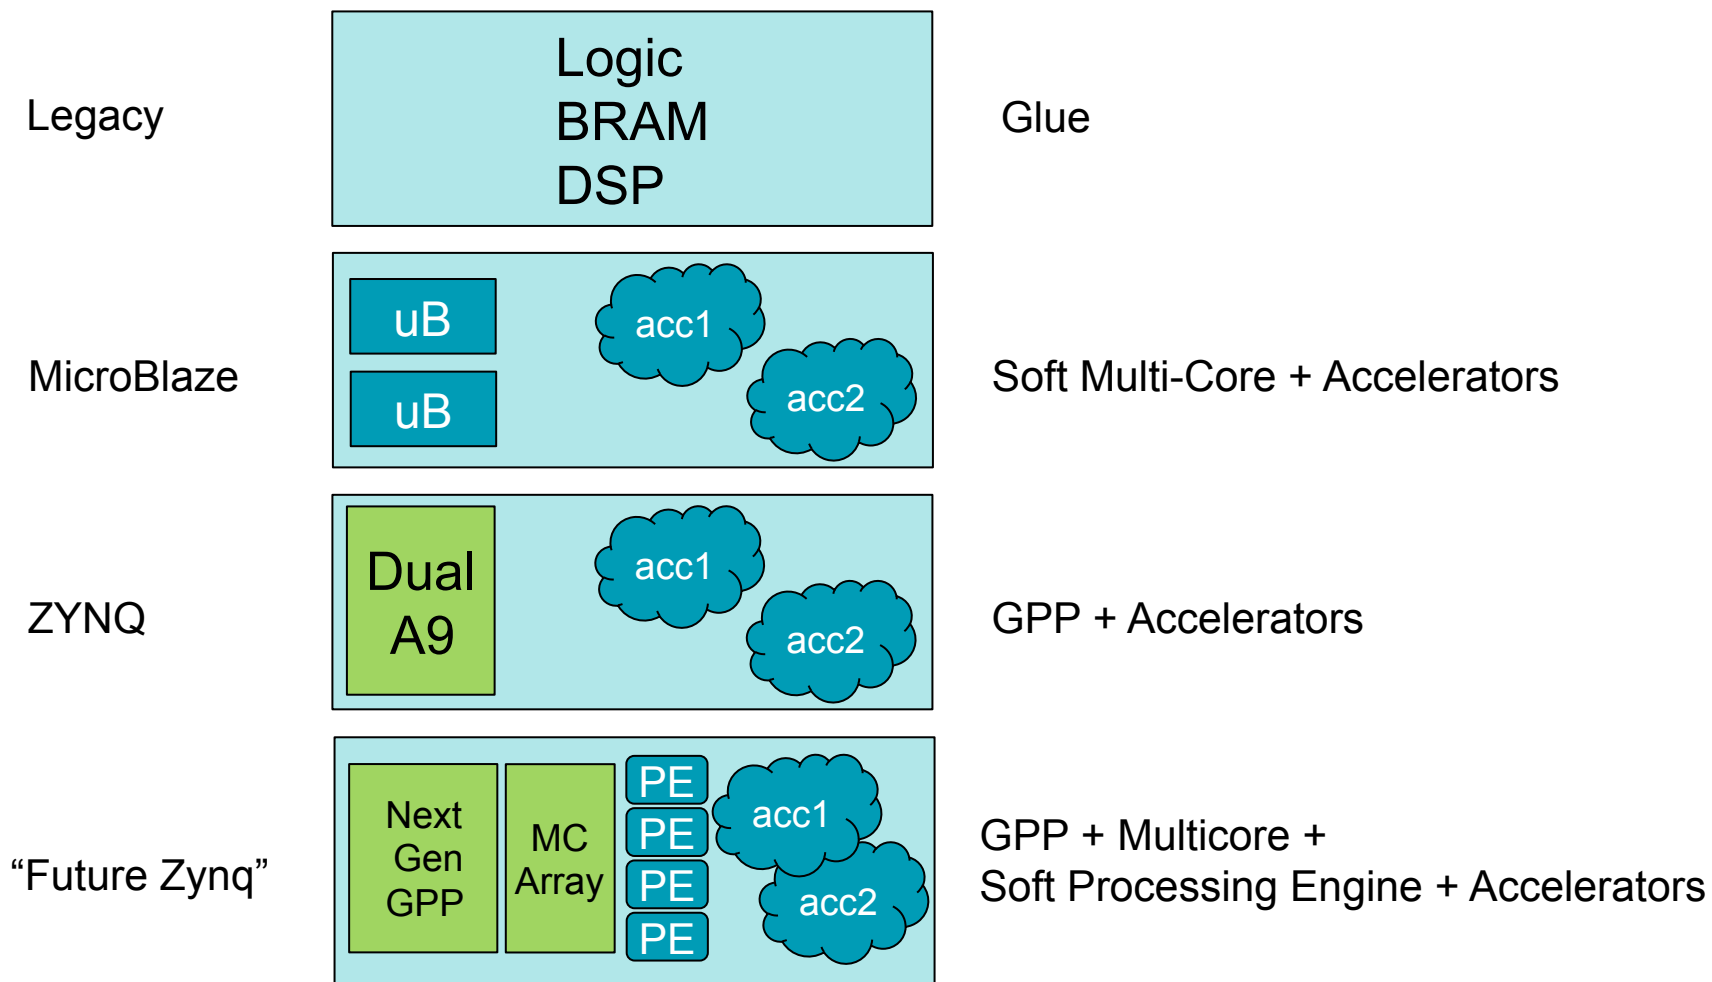 Legacy
Logic
BRAM
DSP
Glue
MicroBlaze
uB
uB
acc1
acc2
Soft Multi-Core + Accelerators
ZYNQ
Dual
A9
acc1
acc2
GPP + Accelerators
“Future Zynq”
Next
Gen
GPP
MC
Array
PE
PE
PE
PE
acc1
acc2
GPP + Multicore +
Soft Processing Engine + Accelerators